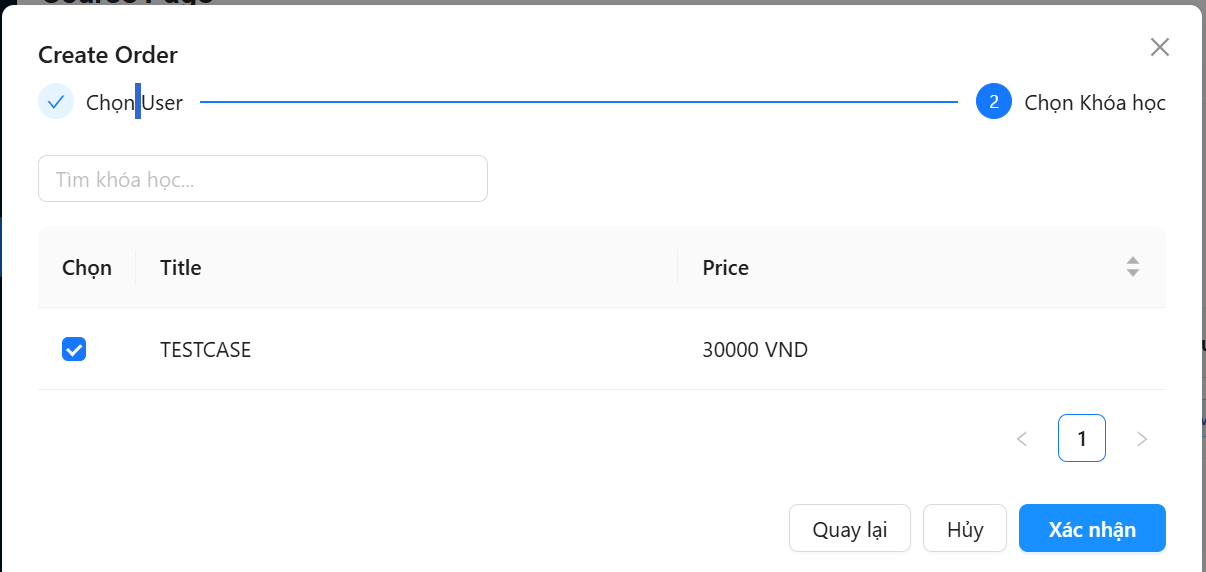 Create Order
Chọn User 2 Chọn Khóa học
Tìm khóa học...
Chọn Title Price
TESTCASE 30000 VND
1
Quay lại Hủy Xác nhận